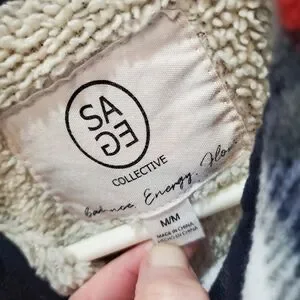 SA
GE
COLLECTIVE
Balance, Energy, Flow
M/M
MADE IN CHINA